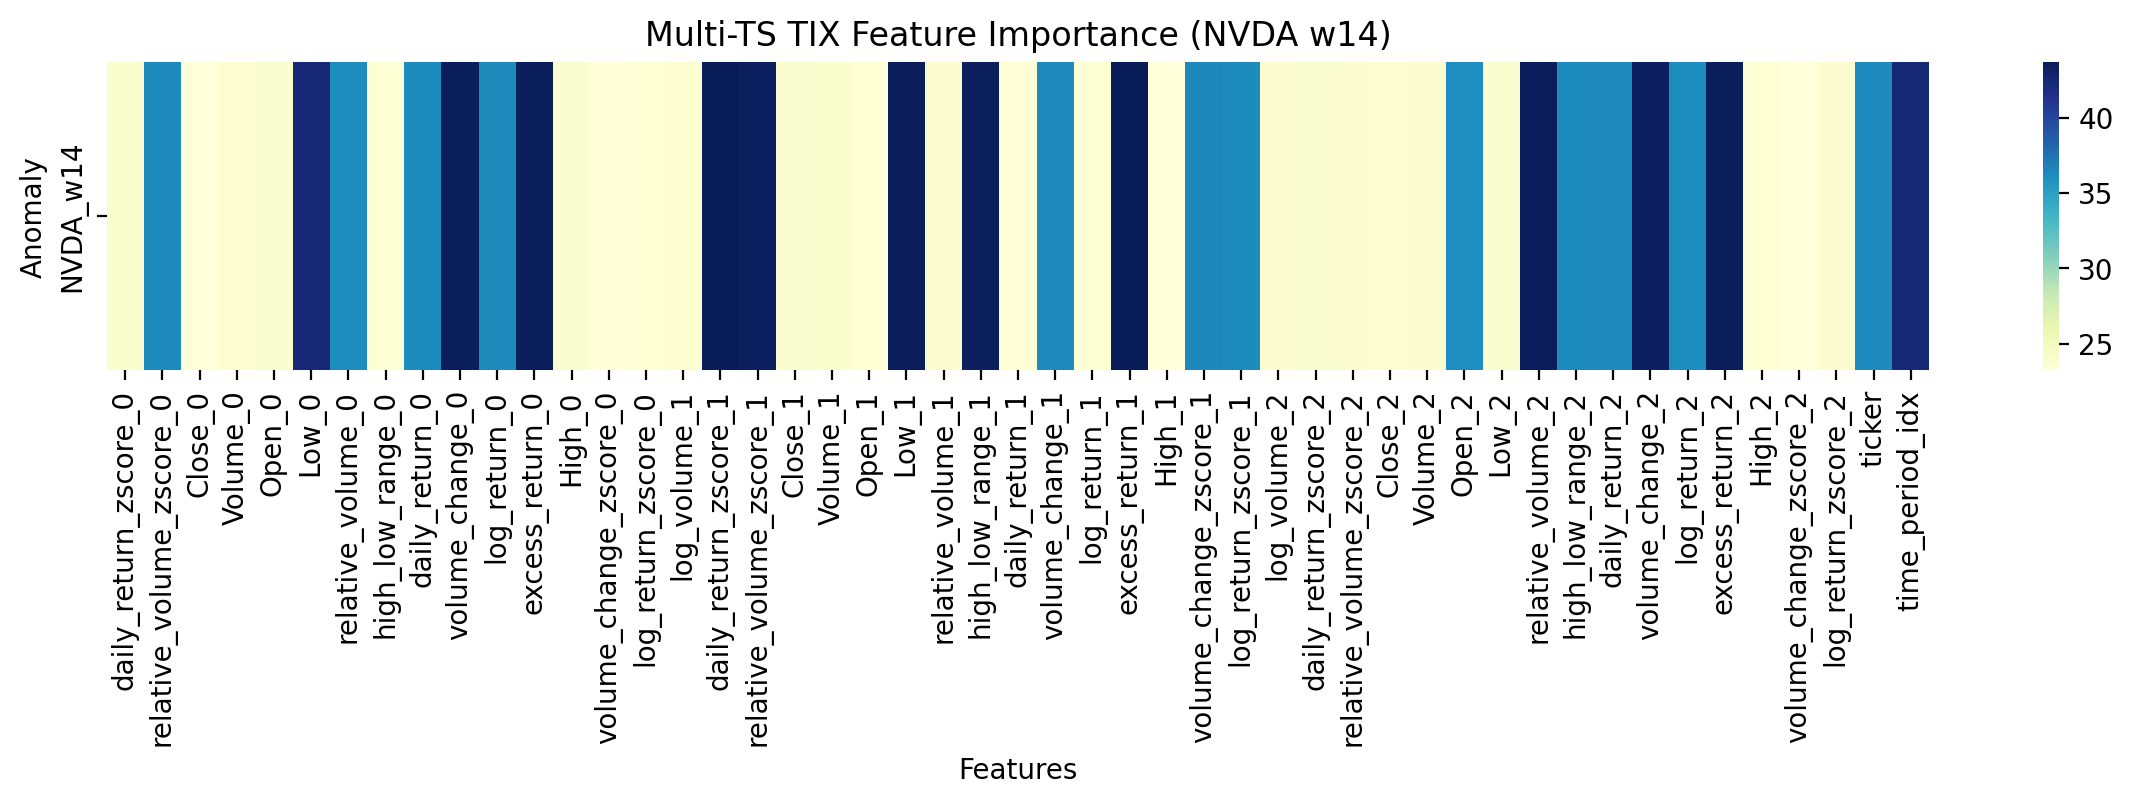 Multi-TS TIX Feature Importance (NVDA w14)
Anomaly
NVDA_w14
40
35
30
25
daily_return_zscore_0
relative_volume_zscore_0
Close_0
Volume_0
Open_0
Low_0
relative_volume_0
high_low_range_0
daily_return_0
volume_change_0
log_return_0
excess_return_0
High_0
volume_change_zscore_0
log_return_zscore_0
log_volume_1
daily_return_zscore_1
relative_volume_zscore_1
Close_1
Volume_1
Open_1
Low_1
relative_volume_1
high_low_range_1
daily_return_1
volume_change_1
log_return_1
excess_return_1
High_1
volume_change_zscore_1
log_return_zscore_1
log_volume_2
daily_return_zscore_2
relative_volume_zscore_2
Close_2
Volume_2
Open_2
Low_2
relative_volume_2
high_low_range_2
daily_return_2
volume_change_2
log_return_2
excess_return_2
High_2
volume_change_zscore_2
log_return_zscore_2
ticker
time_period_idx
Features